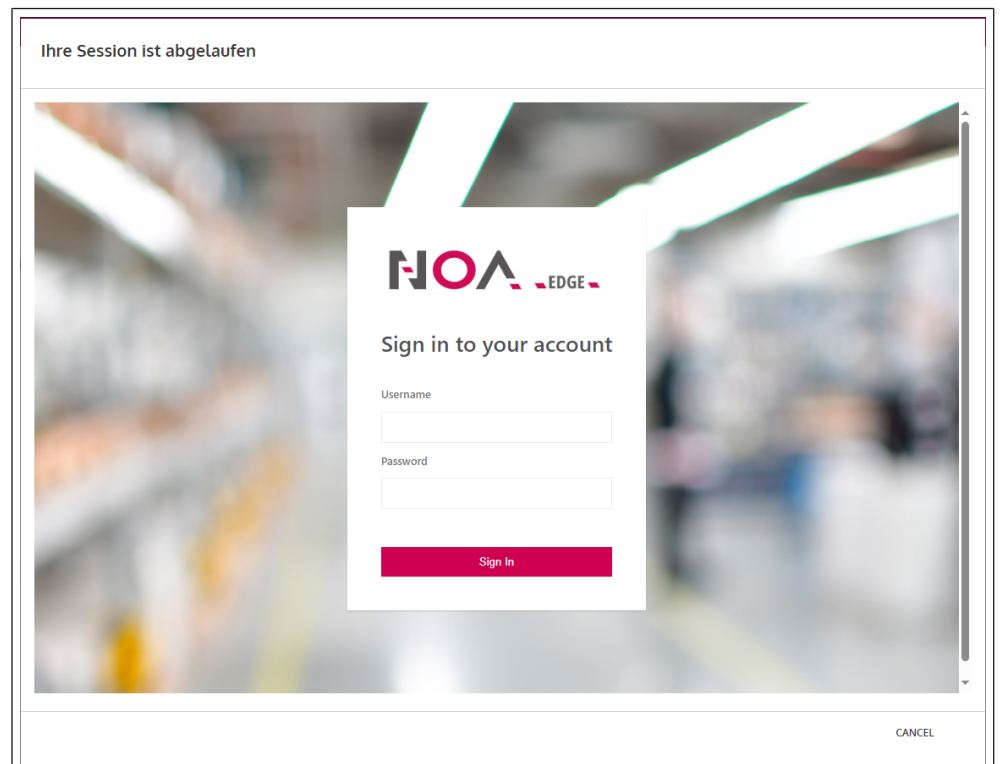 Ihre Session ist abgelaufen
NOA EDGE
Sign in to your account
Username
Password
Sign In
CANCEL